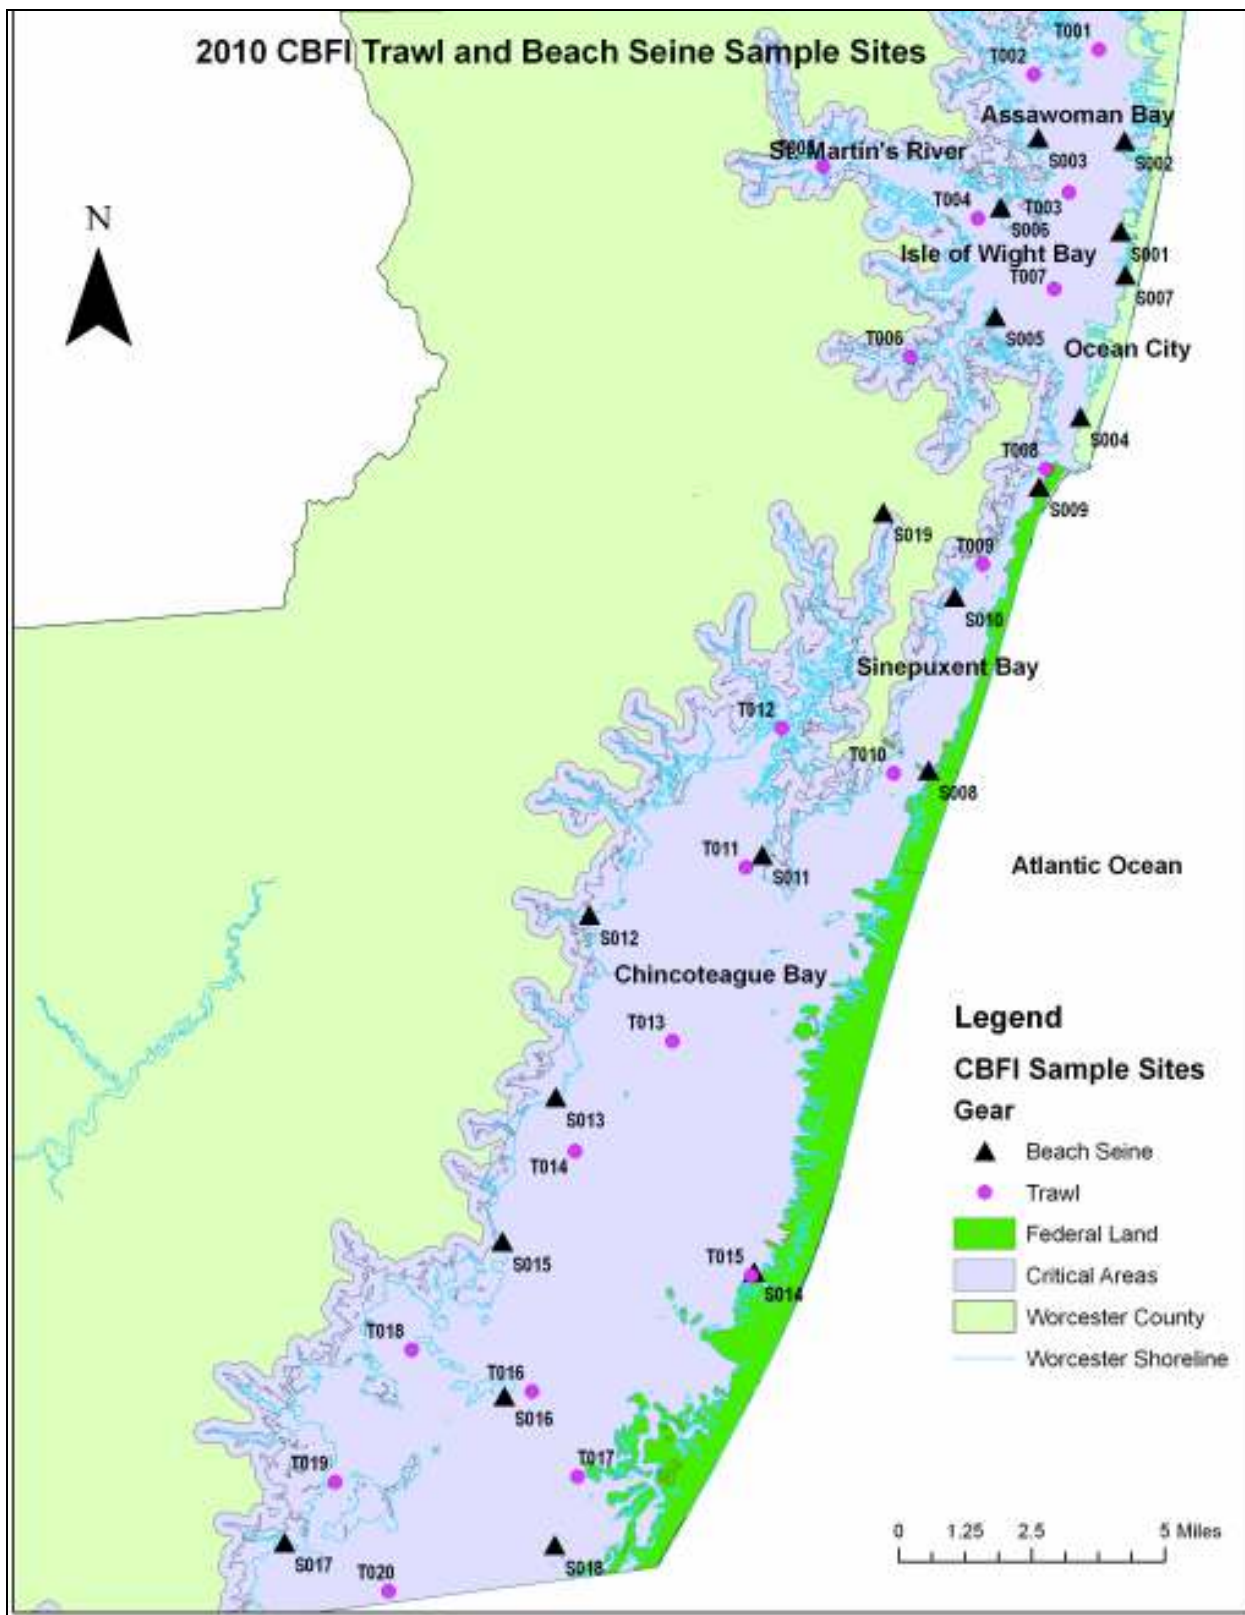 2010 CBFI Trawl and Beach Seine Sample Sites
T001
T002
Assawoman Bay
St. Martin's River
S003
S002
T004
T003
S006
Isle of Wight Bay
S001
T007
S007
T006
S005
Ocean City
S004
T008
S009
S019
T009
S010
Sinepuxent Bay
T012
T010
S008
T011
S011
Atlantic Ocean
S012
Chincoteague Bay
T013
S013
T014
S015
T015
S014
T018
T016
S016
T019
T017
S017
T020
S018
N
Legend
CBFI Sample Sites
Gear
Beach Seine
Trawl
Federal Land
Critical Areas
Worcester County
Worcester Shoreline
0 1.25 2.5 5 Miles